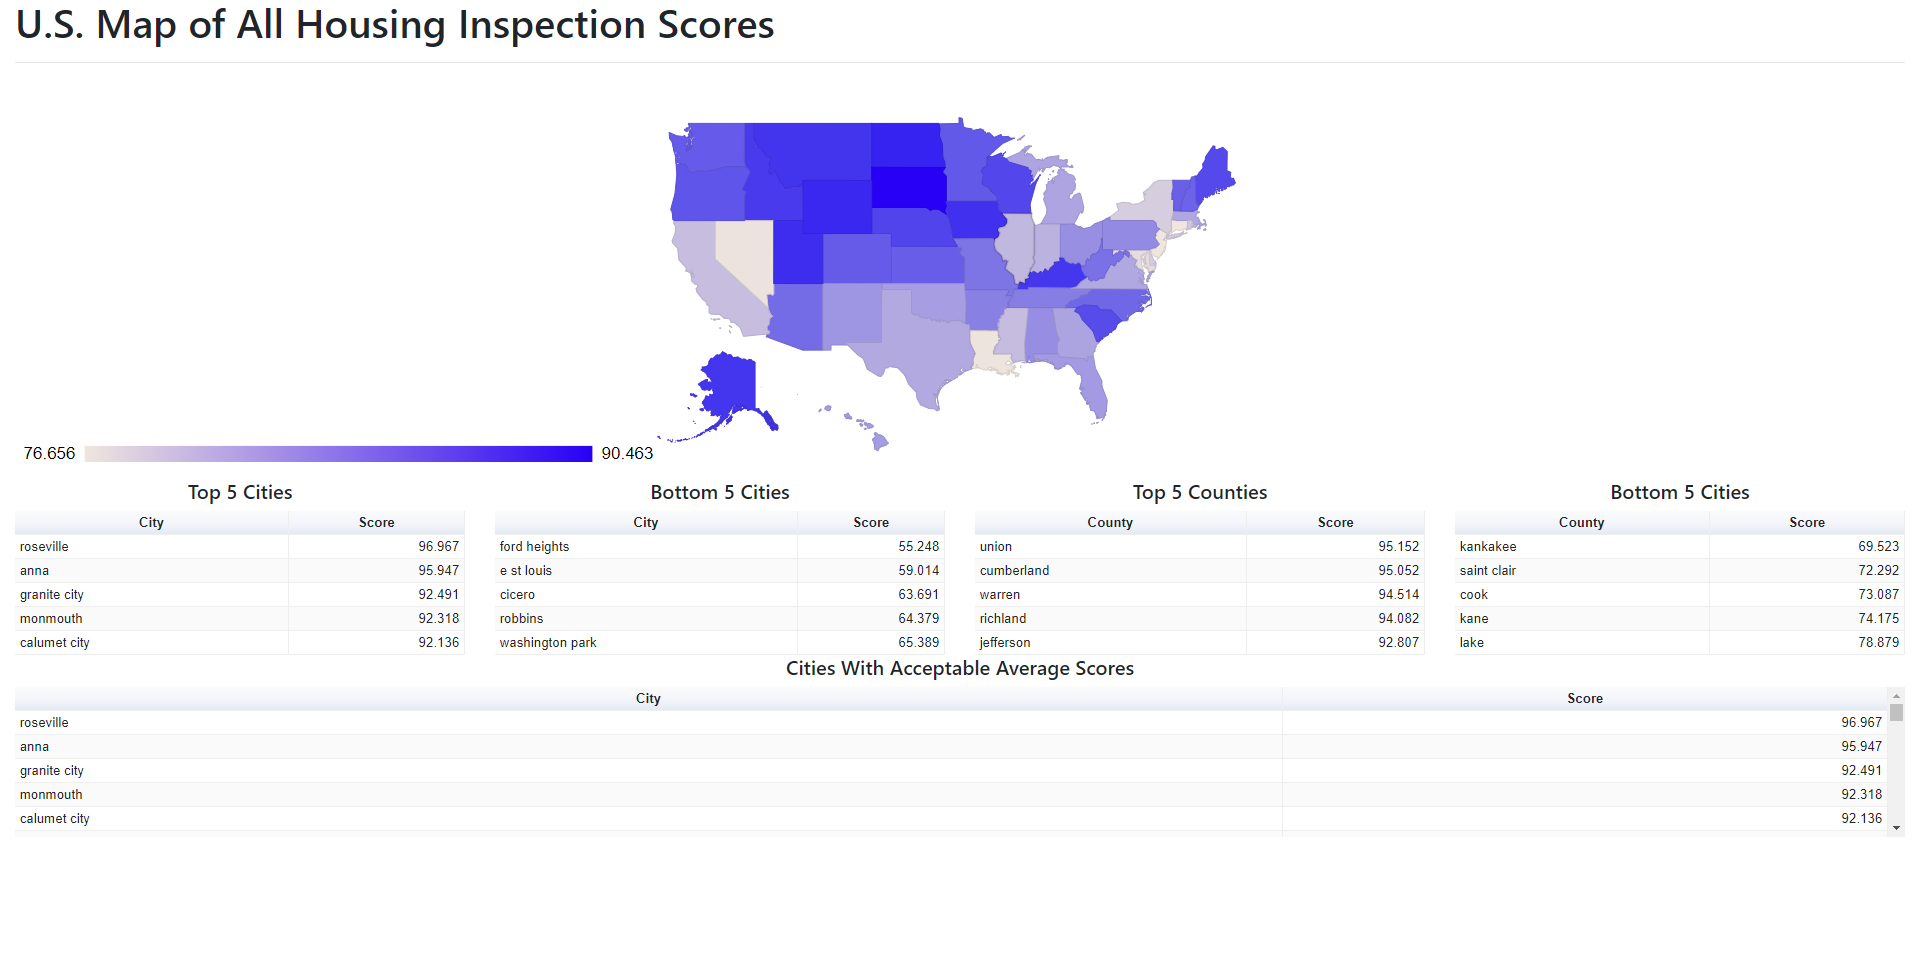 U.S. Map of All Housing Inspection Scores
76.656 90.463
Top 5 Cities
City Score
roseville 96.967
anna 95.947
granite city 92.491
monmouth 92.318
calumet city 92.136
Bottom 5 Cities
City Score
ford heights 55.248
e st louis 59.014
cicero 63.691
robbins 64.379
washington park 65.389
Top 5 Counties
County Score
union 95.152
cumberland 95.052
warren 94.514
richland 94.082
jefferson 92.807
Bottom 5 Cities
County Score
kankakee 69.523
saint clair 72.292
cook 73.087
kane 74.175
lake 78.879
Cities With Acceptable Average Scores
City Score
roseville 96.967
anna 95.947
granite city 92.491
monmouth 92.318
calumet city 92.136